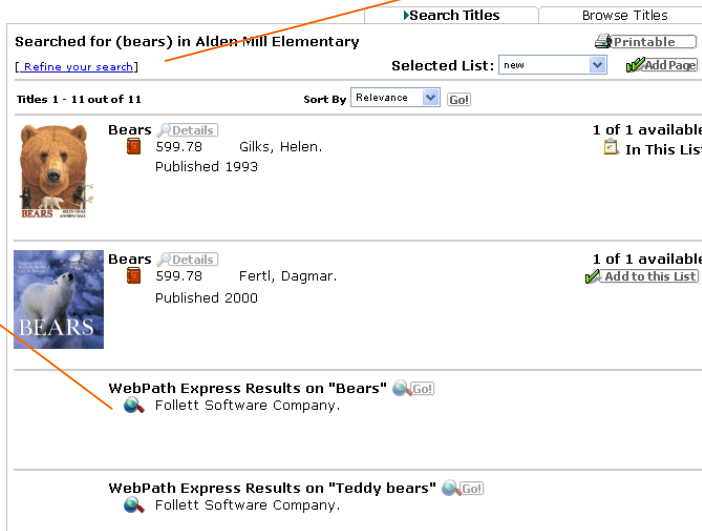 Search Titles Browse Titles
Searched for (bears) in Alden Mill Elementary Printable
[ Refine your search] Selected List: new Add Page
Titles 1 - 11 out of 11 Sort By Relevance Go!
Bears Details 1 of 1 available
599.78 Gilks, Helen. In This List
Published 1993
BEARS
Bears Details 1 of 1 available
599.78 Fertl, Dagmar. Add to this List
Published 2000
BEARS
WebPath Express Results on "Bears" Go!
Follett Software Company.
WebPath Express Results on "Teddy bears" Go!
Follett Software Company.